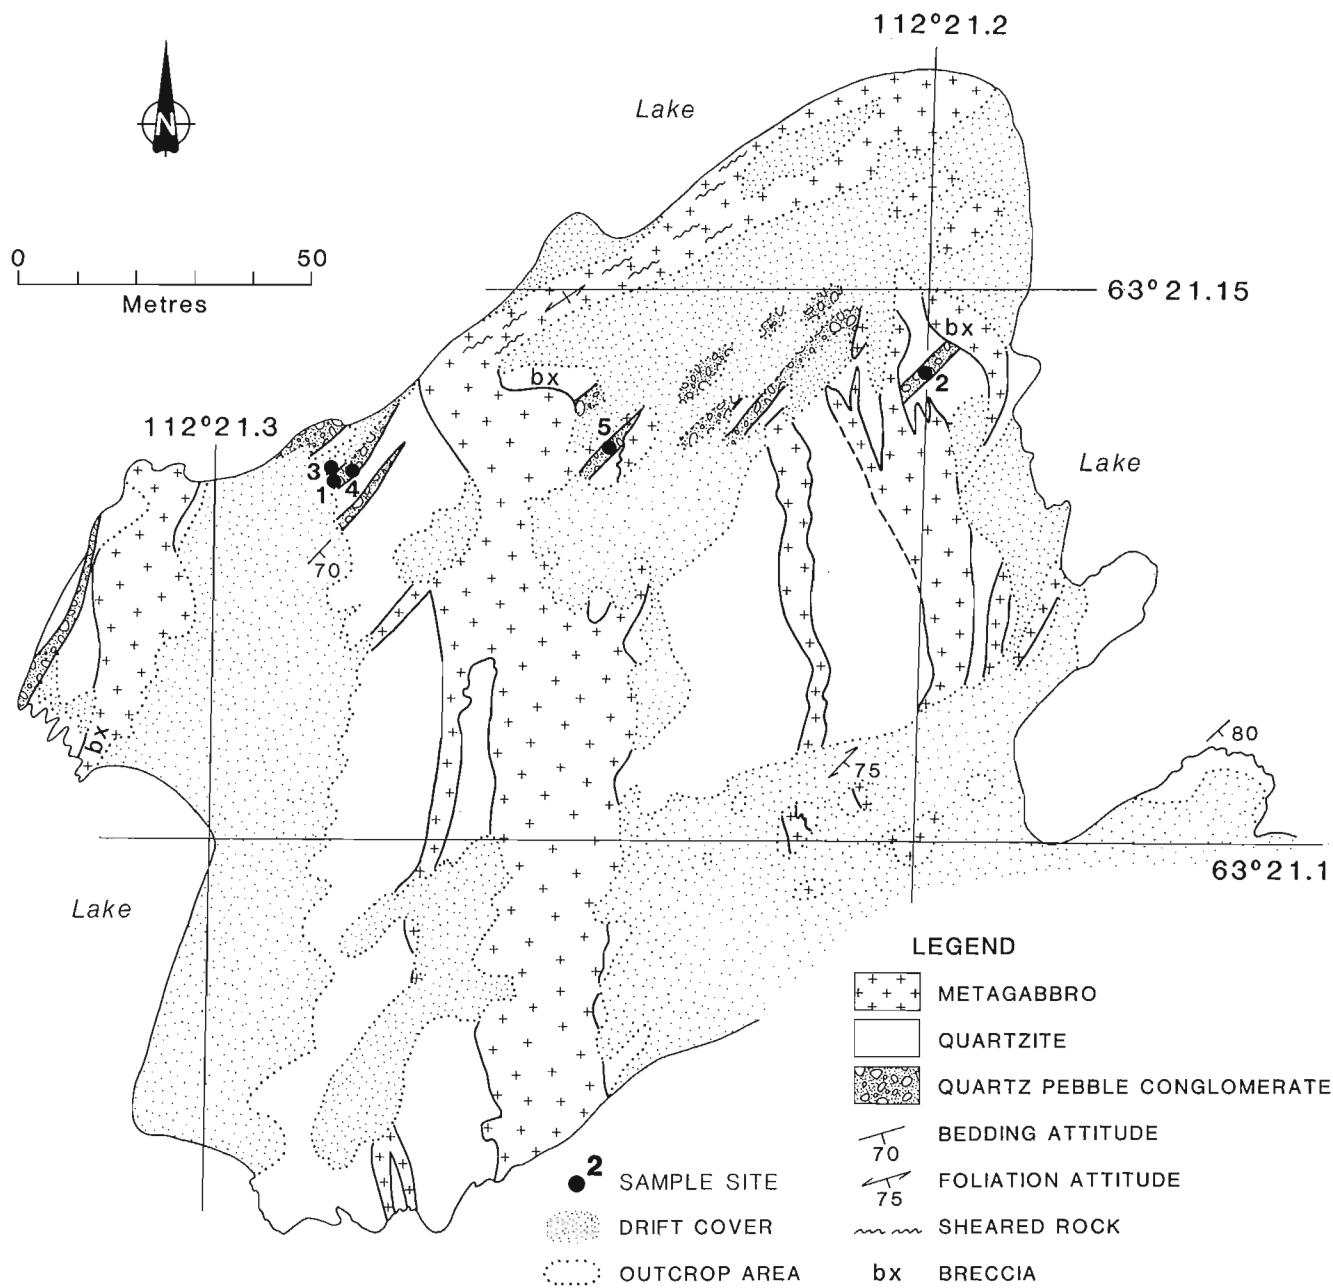 112°21.2
Lake
N
0 50
Metres
63°21.15
bx
bx
2
5
112°21.3
Lake
3
1 4
70
bx
80
75
63°21.1
Lake
LEGEND
METAGABBRO
QUARTZITE
QUARTZ PEBBLE CONGLOMERATE
70 BEDDING ATTITUDE
75 FOLIATION ATTITUDE
SHEARED ROCK
bx BRECCIA
2 SAMPLE SITE
DRIFT COVER
OUTCROP AREA